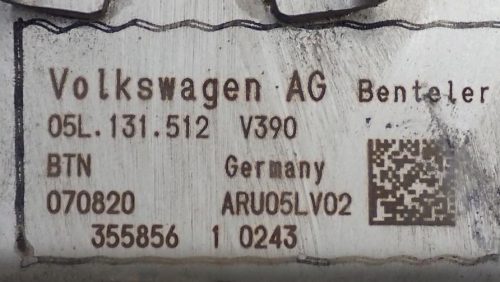 Volkswagen AG Benteler
05L.131.512 V390
BTN Germany
070820 ARU05LV02
355856 1 0243